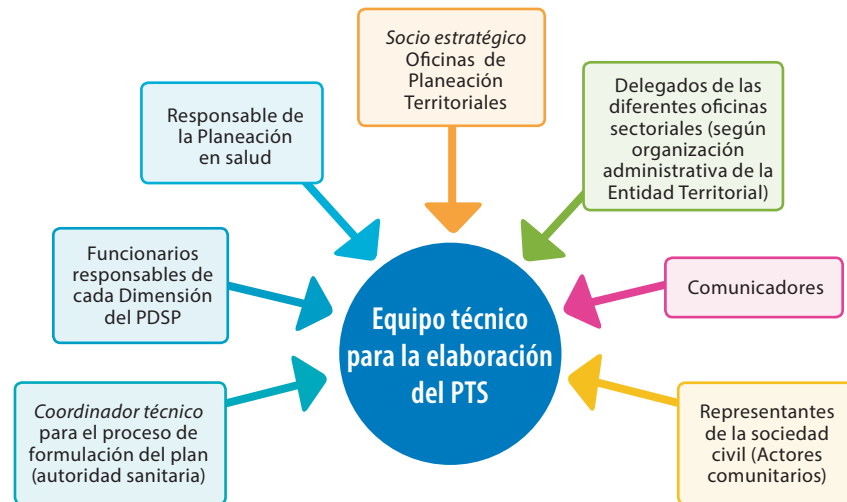 Socio estratégico
Oficinas de
Planeación
Territoriales
Responsable de
la Planeación
en salud
Delegados de las
diferentes oficinas
sectoriales (según
organización
administrativa de la
Entidad Territorial)
Funcionarios
responsables de
cada Dimensión
del PDSP
Comunicadores
Equipo técnico
para la elaboración
del PTS
Coordinador técnico
para el proceso de
formulación del plan
(autoridad sanitaria)
Representantes
de la sociedad
civil (Actores
comunitarios)